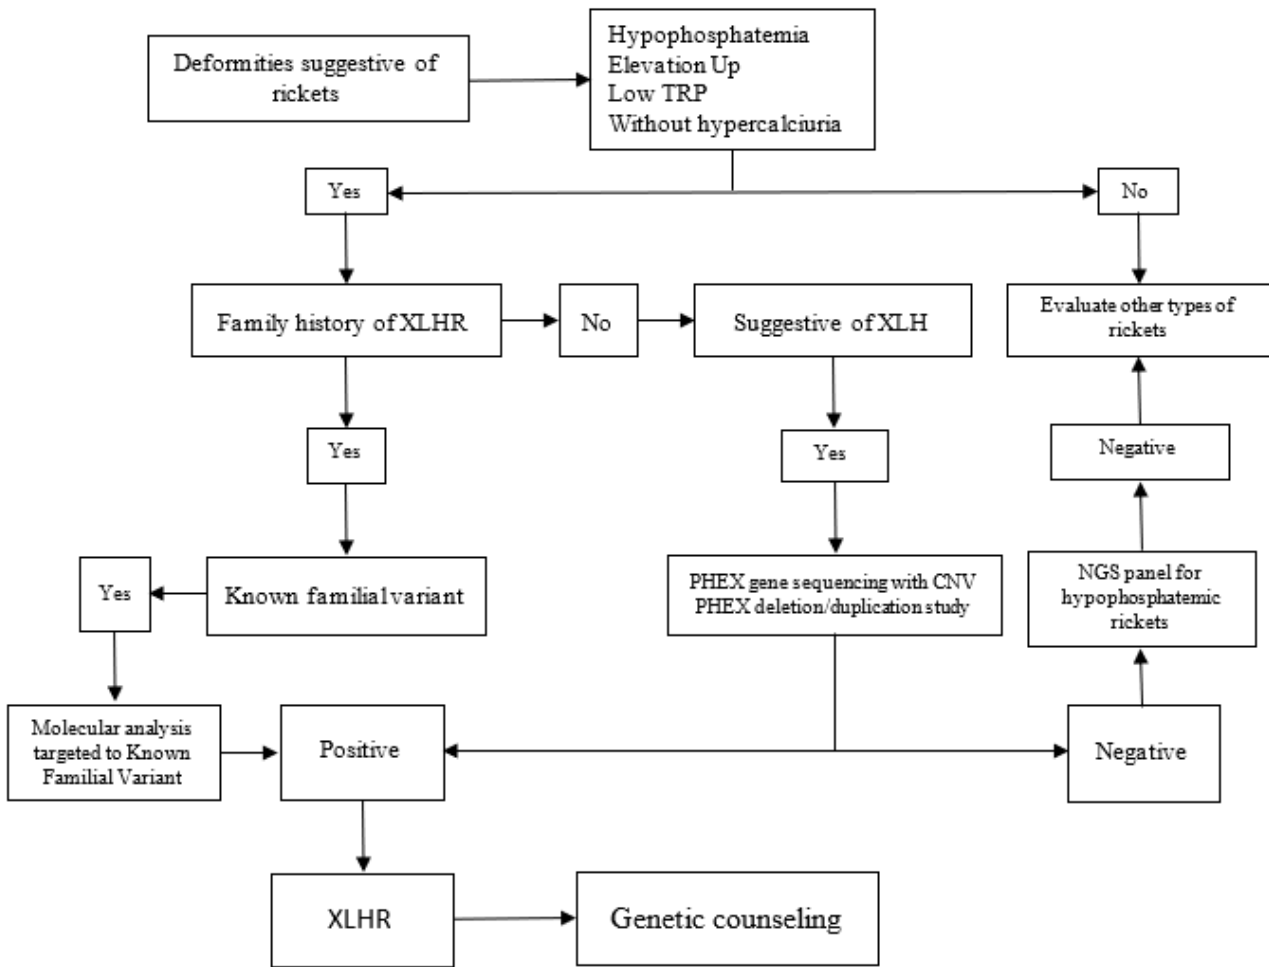 Deformities suggestive of
rickets
Hypophosphatemia
Elevation Up
Low TRP
Without hypercalciuria
Yes
No
Family history of XLHR
No
Suggestive of XLH
Evaluate other types of
rickets
Yes
Yes
Negative
Yes
Known familial variant
PHEX gene sequencing with CNV
PHEX deletion/duplication study
NGS panel for
hypophosphatemic
rickets
Molecular analysis
targeted to Known
Familial Variant
Positive
Negative
XLHR
Genetic counseling